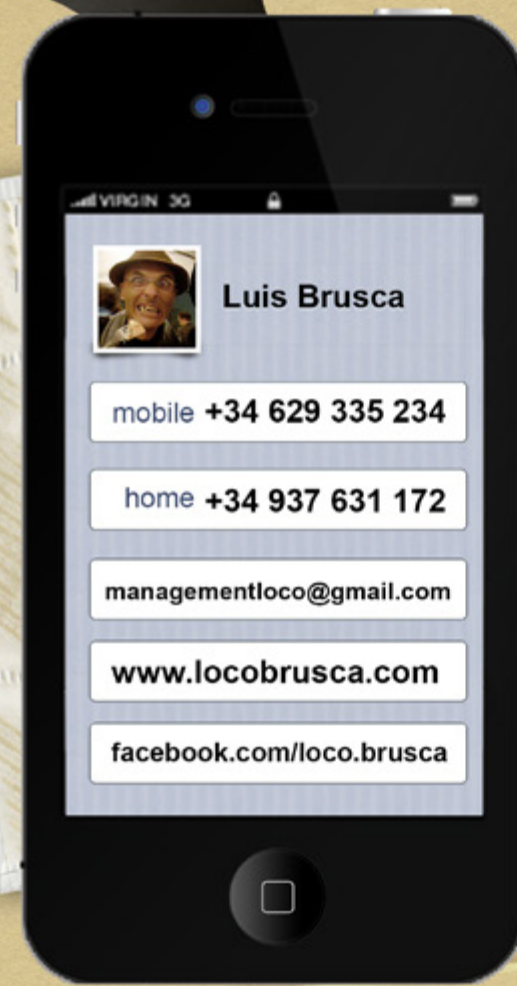 VIRGIN 3G
Luis Brusca
mobile +34 629 335 234
home +34 937 631 172
managementloco@gmail.com
www.locobrusca.com
facebook.com/loco.brusca